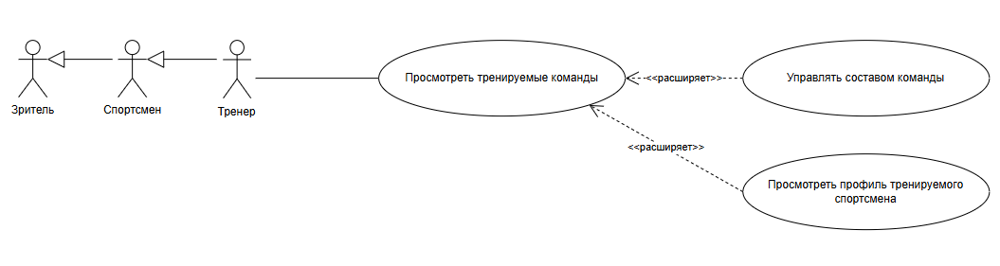 Зритель
Спортсмен
Тренер
Просмотреть тренируемые команды
<<расширяет>>
Управлять составом команды
<<расширяет>>
Просмотреть профиль тренируемого
спортсмена